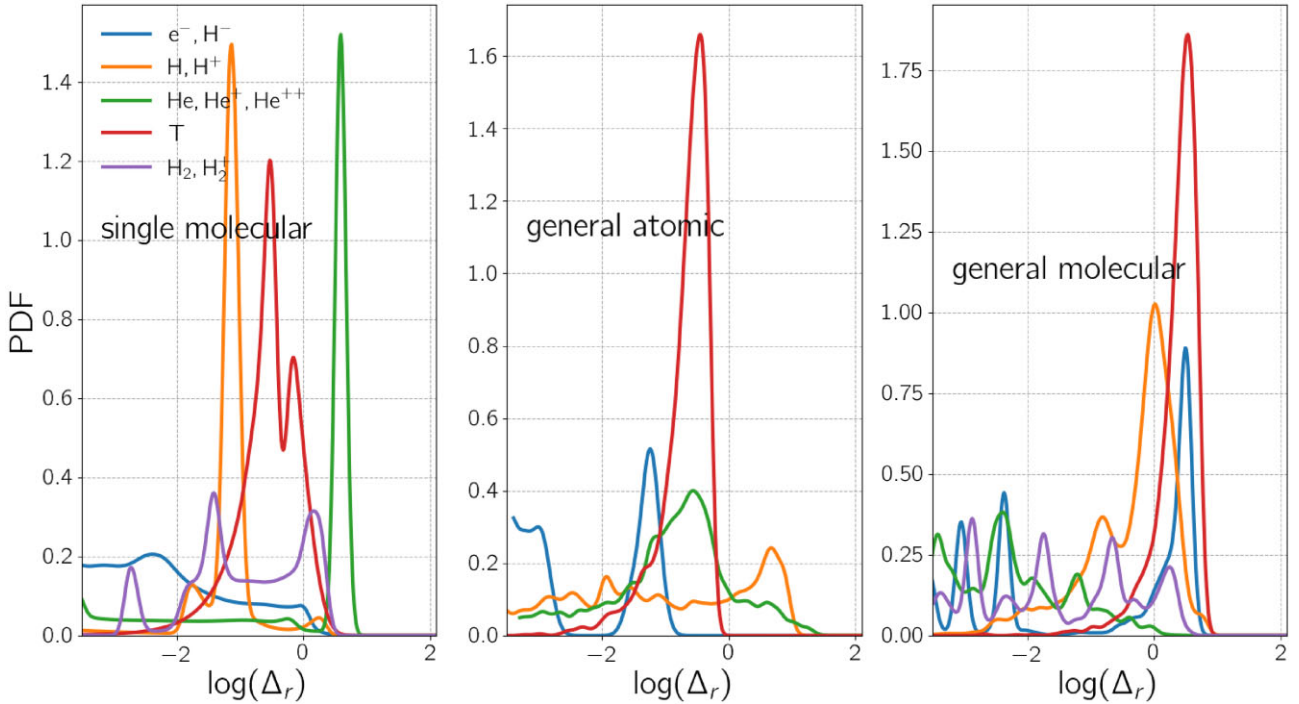 e⁻, H⁻
H, H⁺
He, He⁺, He⁺⁺
T
H₂, H₂⁺
single molecular
PDF
1.4
1.2
1.0
0.8
0.6
0.4
0.2
0.0
−2
0
2
log(Δᵣ)
general atomic
1.6
1.4
1.2
1.0
0.8
0.6
0.4
0.2
0.0
−2
0
2
log(Δᵣ)
general molecular
1.75
1.50
1.25
1.00
0.75
0.50
0.25
0.00
−2
0
2
log(Δᵣ)